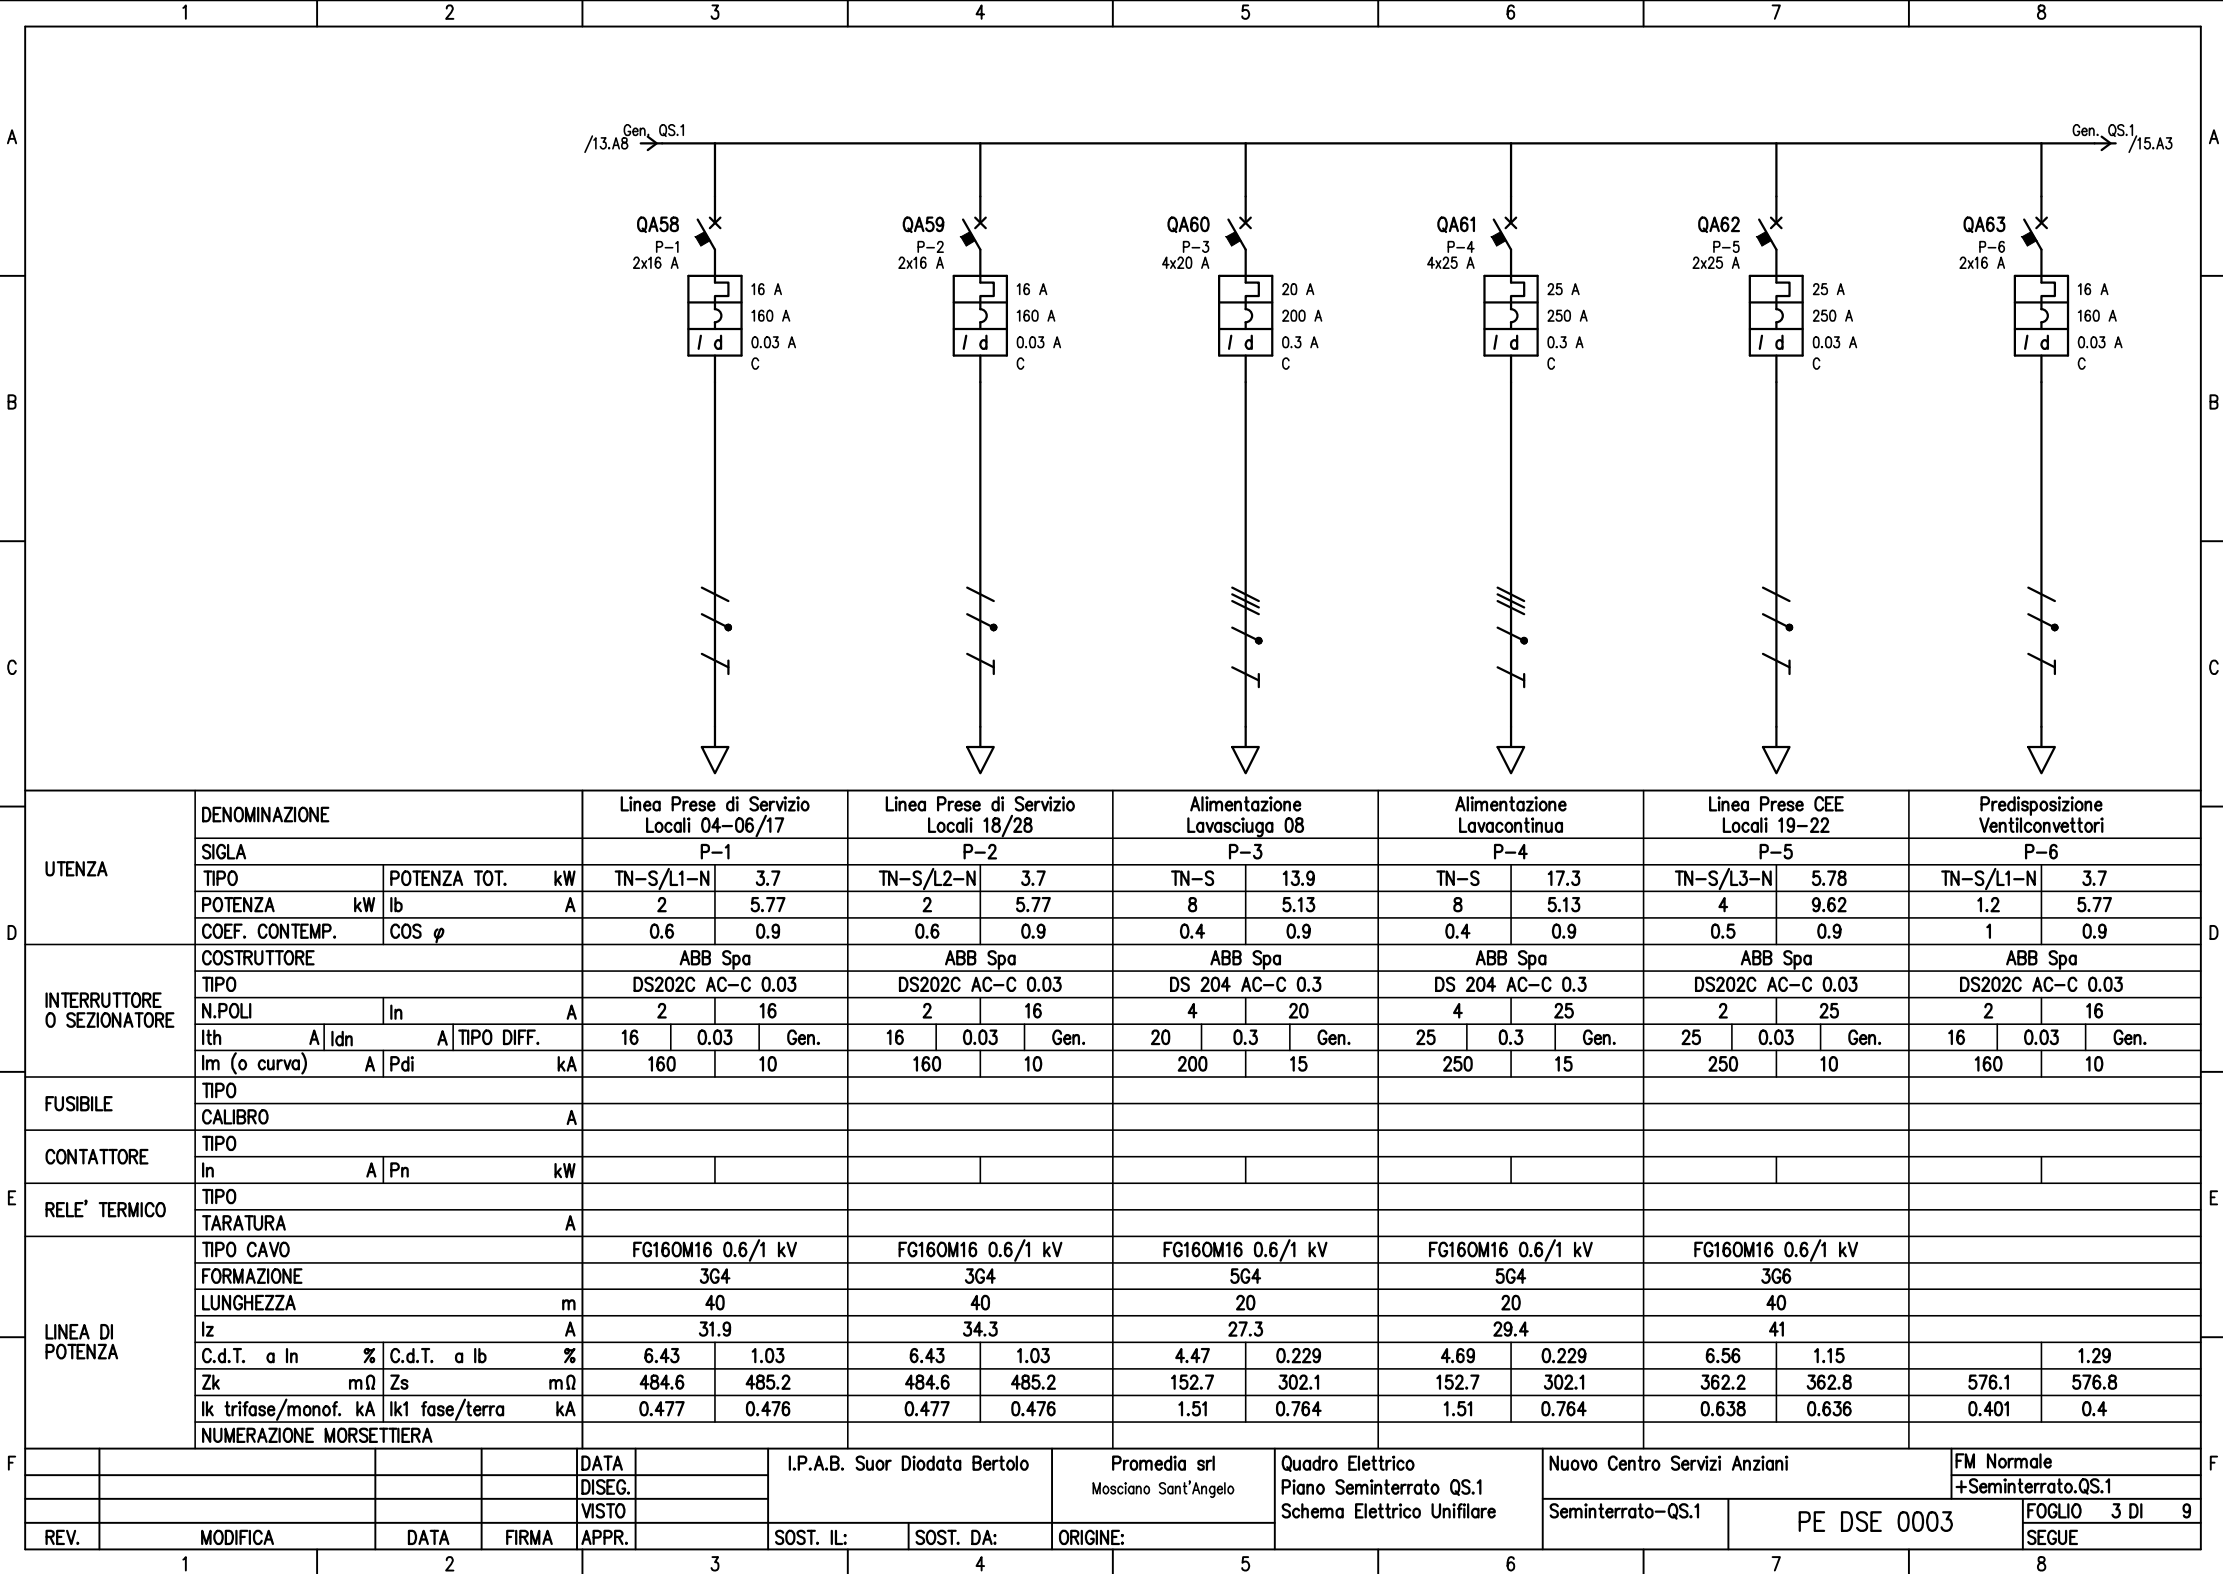 1 2 3 4 5 6 7 8
A A
Gen. QS.1 Gen. QS.1
/13.A8 /15.A3
QA58 QA59 QA60 QA61 QA62 QA63
P-1 P-2 P-3 P-4 P-5 P-6
2x16 A 2x16 A 4x20 A 4x25 A 2x25 A 2x16 A
16 A 16 A 20 A 25 A 25 A 16 A
160 A 160 A 200 A 250 A 250 A 160 A
I d 0.03 A I d 0.03 A I d 0.3 A I d 0.3 A I d 0.03 A I d 0.03 A
C C C C C C
B B
C C
UTENZA
DENOMINAZIONE
Linea Prese di Servizio Linea Prese di Servizio Alimentazione Alimentazione Linea Prese CEE Predisposizione
Locali 04-06/17 Locali 18/28 Lavasciuga 08 Lavacontinua Locali 19-22 Ventilconvettori
SIGLA P-1 P-2 P-3 P-4 P-5 P-6
TIPO POTENZA TOT. kW TN-S/L1-N 3.7 TN-S/L2-N 3.7 TN-S 13.9 TN-S 17.3 TN-S/L3-N 5.78 TN-S/L1-N 3.7
POTENZA kW Ib A 2 5.77 2 5.77 8 5.13 8 5.13 4 9.62 1.2 5.77
D D
COEF. CONTEMP. COS φ 0.6 0.9 0.6 0.9 0.4 0.9 0.4 0.9 0.5 0.9 1 0.9
INTERRUTTORE
O SEZIONATORE
COSTRUTTORE ABB Spa ABB Spa ABB Spa ABB Spa ABB Spa ABB Spa
TIPO DS202C AC-C 0.03 DS202C AC-C 0.03 DS 204 AC-C 0.3 DS 204 AC-C 0.3 DS202C AC-C 0.03 DS202C AC-C 0.03
N.POLI In A 2 16 2 16 4 20 4 25 2 25 2 16
Ith A Idn A TIPO DIFF. 16 0.03 Gen. 16 0.03 Gen. 20 0.3 Gen. 25 0.3 Gen. 25 0.03 Gen. 16 0.03 Gen.
Im (o curva) A Pdi kA 160 10 160 10 200 15 250 15 250 10 160 10
FUSIBILE
TIPO
CALIBRO A
CONTATTORE
TIPO
In A Pn kW
E E
RELE' TERMICO
TIPO
TARATURA A
LINEA DI
POTENZA
TIPO CAVO FG16OM16 0.6/1 kV FG16OM16 0.6/1 kV FG16OM16 0.6/1 kV FG16OM16 0.6/1 kV FG16OM16 0.6/1 kV
FORMAZIONE 3G4 3G4 5G4 5G4 3G6
LUNGHEZZA m 40 40 20 20 40
Iz A 31.9 34.3 27.3 29.4 41
C.d.T. a In % C.d.T. a Ib % 6.43 1.03 6.43 1.03 4.47 0.229 4.69 0.229 6.56 1.15 1.29
Zk mΩ Zs mΩ 484.6 485.2 484.6 485.2 152.7 302.1 152.7 302.1 362.2 362.8 576.1 576.8
Ik trifase/monof. kA Ik1 fase/terra kA 0.477 0.476 0.477 0.476 1.51 0.764 1.51 0.764 0.638 0.636 0.401 0.4
NUMERAZIONE MORSETTIERA
F F
DATA
DISEG.
VISTO
REV. MODIFICA DATA FIRMA APPR.
I.P.A.B. Suor Diodata Bertolo
SOST. IL: SOST. DA: ORIGINE:
Promedia srl
Mosciano Sant'Angelo
Quadro Elettrico
Piano Seminterrato QS.1
Schema Elettrico Unifilare
Nuovo Centro Servizi Anziani
Seminterrato-QS.1
PE DSE 0003
FM Normale
+Seminterrato.QS.1
FOGLIO 3 DI 9
SEGUE
1 2 3 4 5 6 7 8